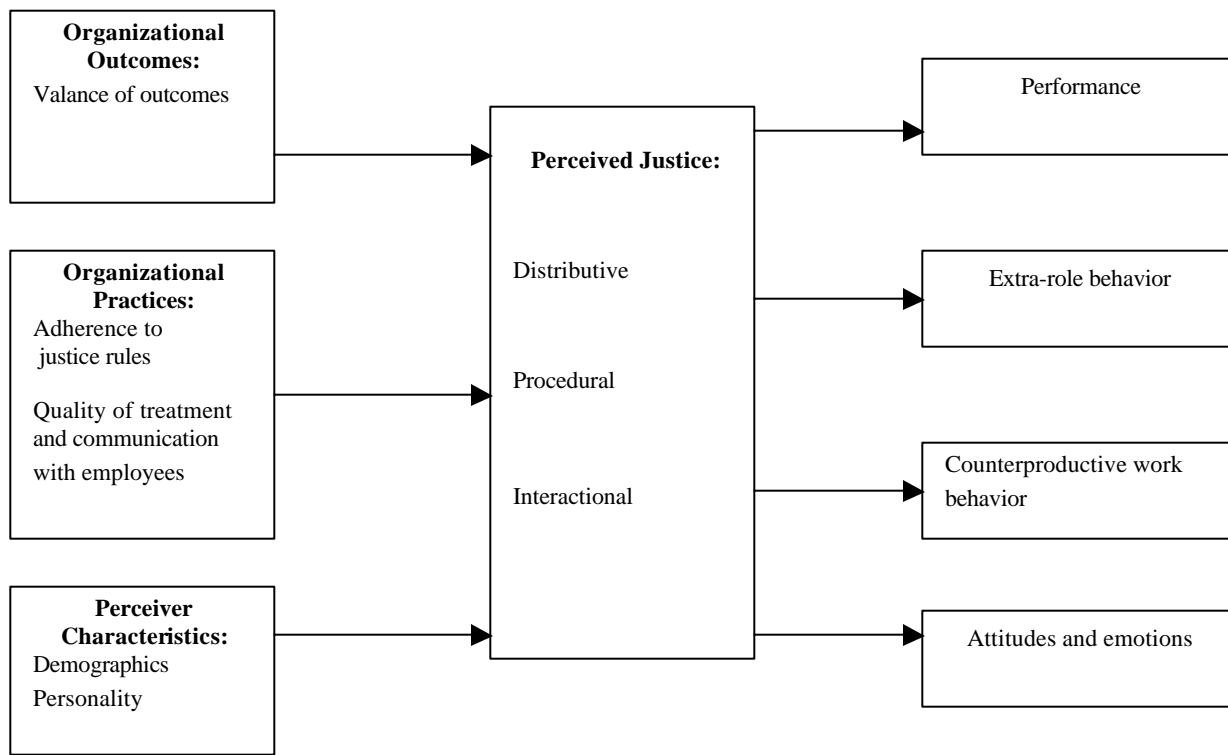 Organizational
Outcomes:
Valance of outcomes
Organizational
Practices:
Adherence to
justice rules
Quality of treatment
and communication
with employees
Perceiver
Characteristics:
Demographics
Personality
Perceived Justice:
Distributive
Procedural
Interactional
Performance
Extra-role behavior
Counterproductive work
behavior
Attitudes and emotions